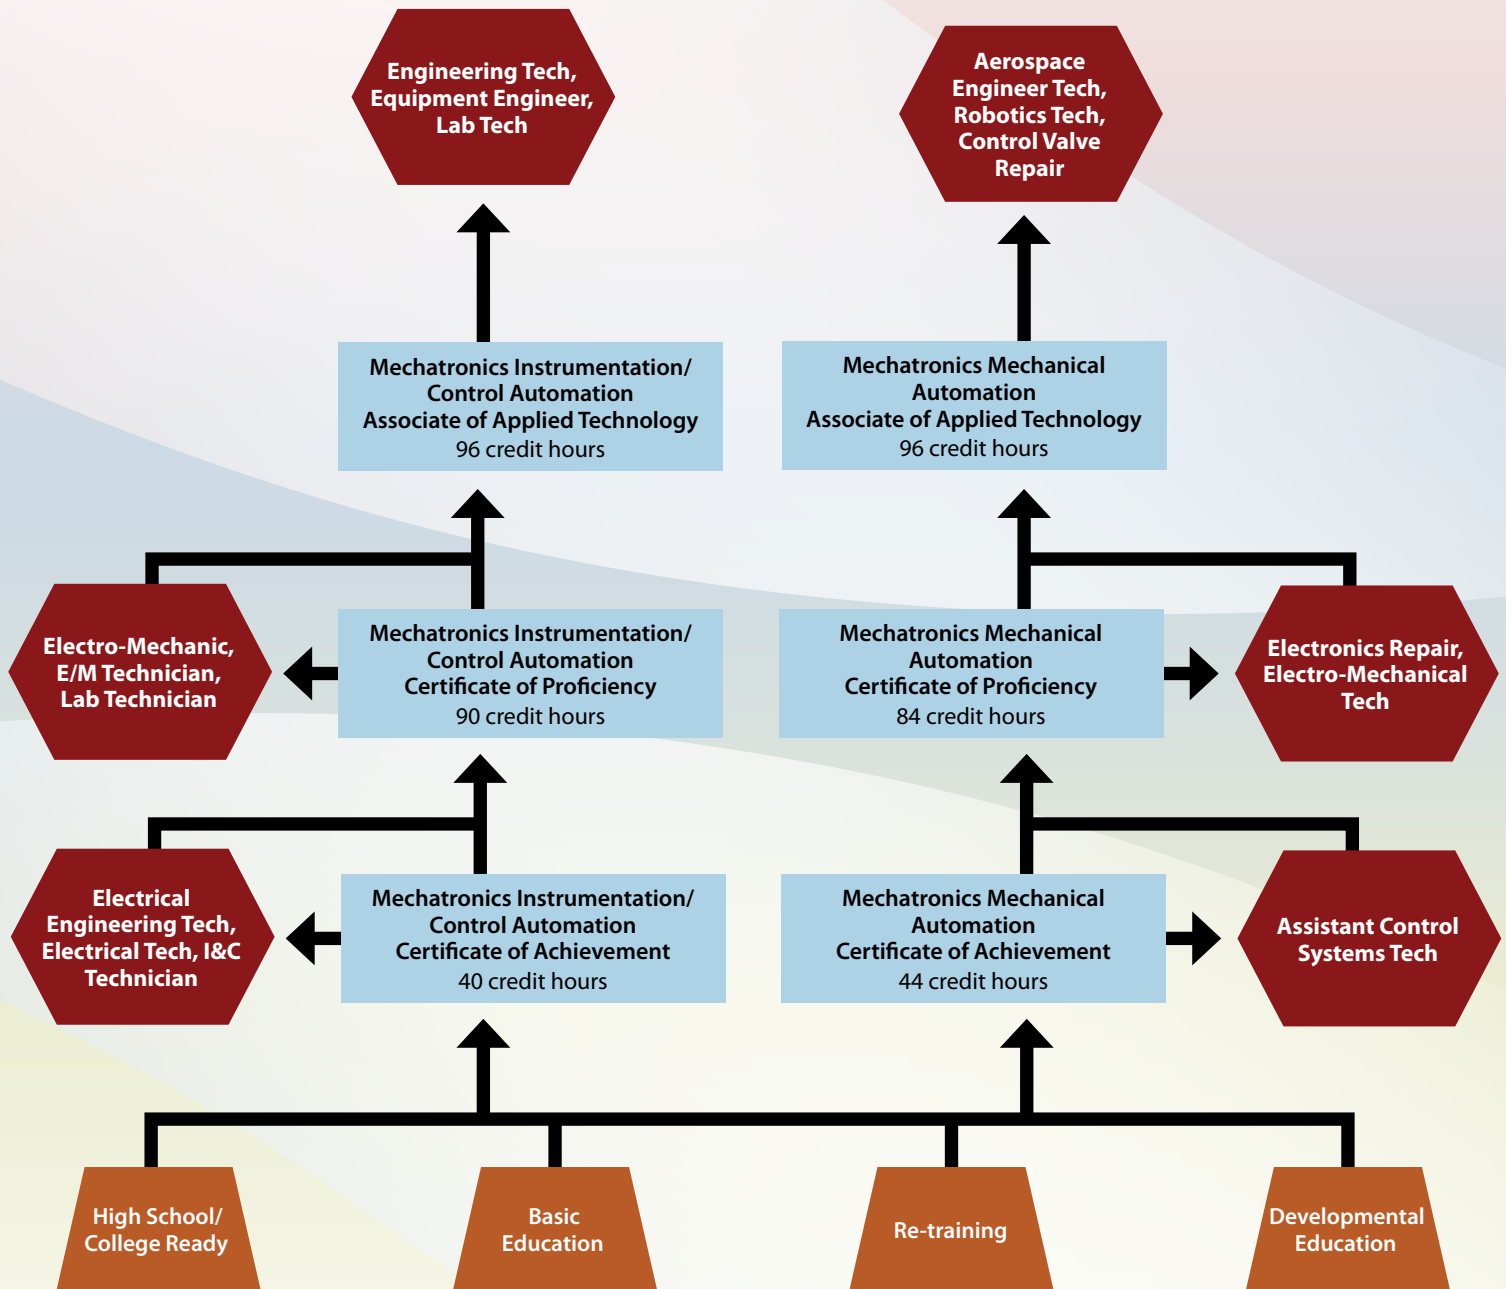 Engineering Tech,
Equipment Engineer,
Lab Tech
Aerospace
Engineer Tech,
Robotics Tech,
Control Valve
Repair
Mechatronics Instrumentation/
Control Automation
Associate of Applied Technology
96 credit hours
Mechatronics Mechanical
Automation
Associate of Applied Technology
96 credit hours
Electro-Mechanic,
E/M Technician,
Lab Technician
Mechatronics Instrumentation/
Control Automation
Certificate of Proficiency
90 credit hours
Mechatronics Mechanical
Automation
Certificate of Proficiency
84 credit hours
Electronics Repair,
Electro-Mechanical
Tech
Electrical
Engineering Tech,
Electrical Tech, I&C
Technician
Mechatronics Instrumentation/
Control Automation
Certificate of Achievement
40 credit hours
Mechatronics Mechanical
Automation
Certificate of Achievement
44 credit hours
Assistant Control
Systems Tech
High School/
College Ready
Basic
Education
Re-training
Developmental
Education